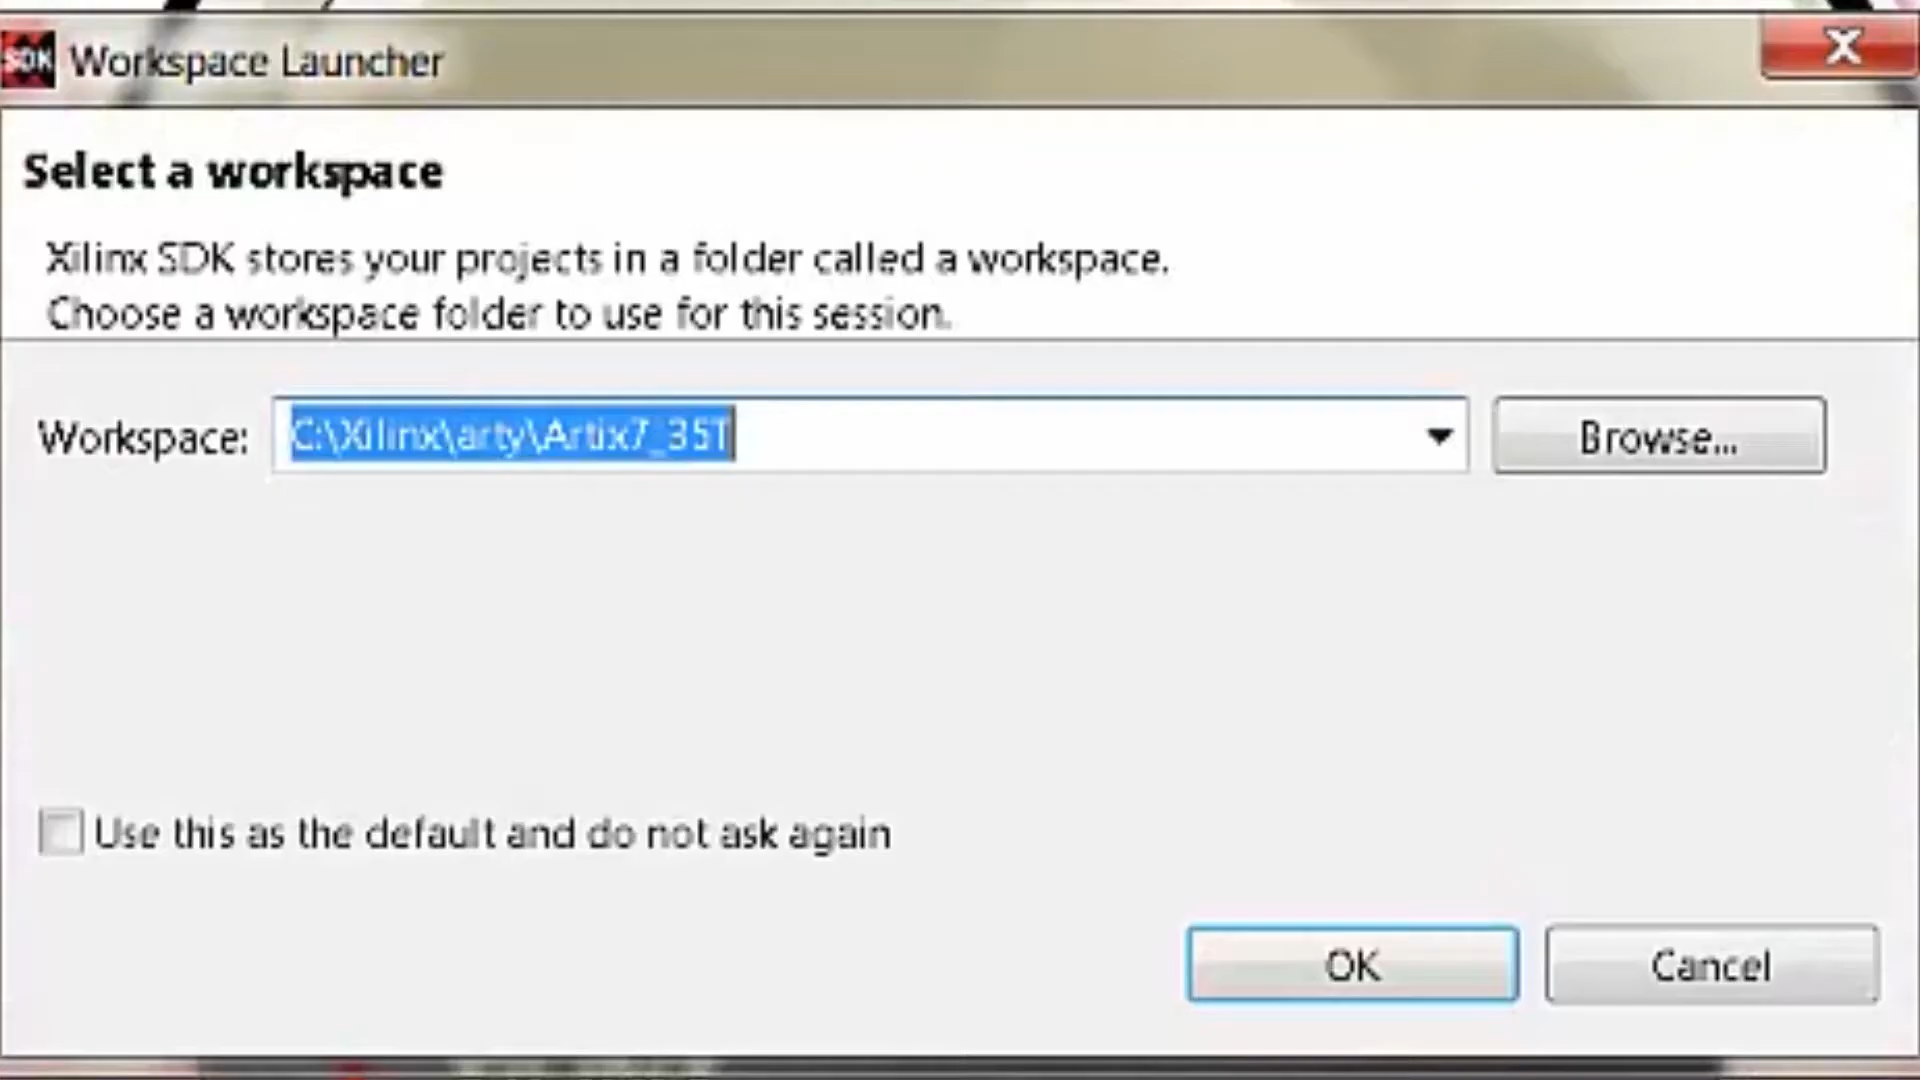 SDK Workspace Launcher
X
Select a workspace
Xilinx SDK stores your projects in a folder called a workspace.
Choose a workspace folder to use for this session.
Workspace: C:\Xilinx\arty\Artix7_35T Browse...
Use this as the default and do not ask again
OK Cancel